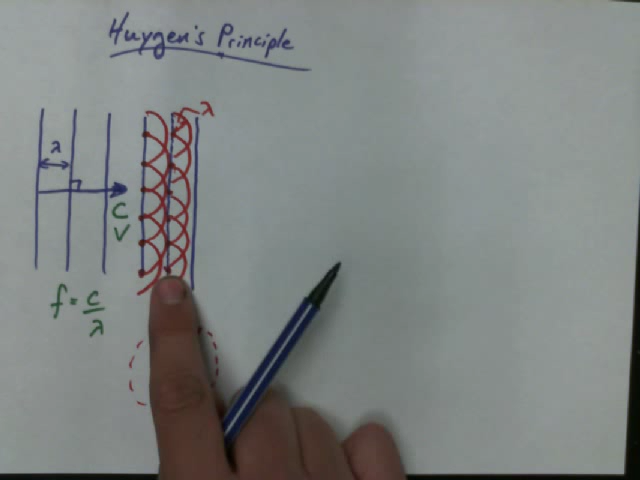 Huygen's Principle
λ
λ
C
V
f = c/λ